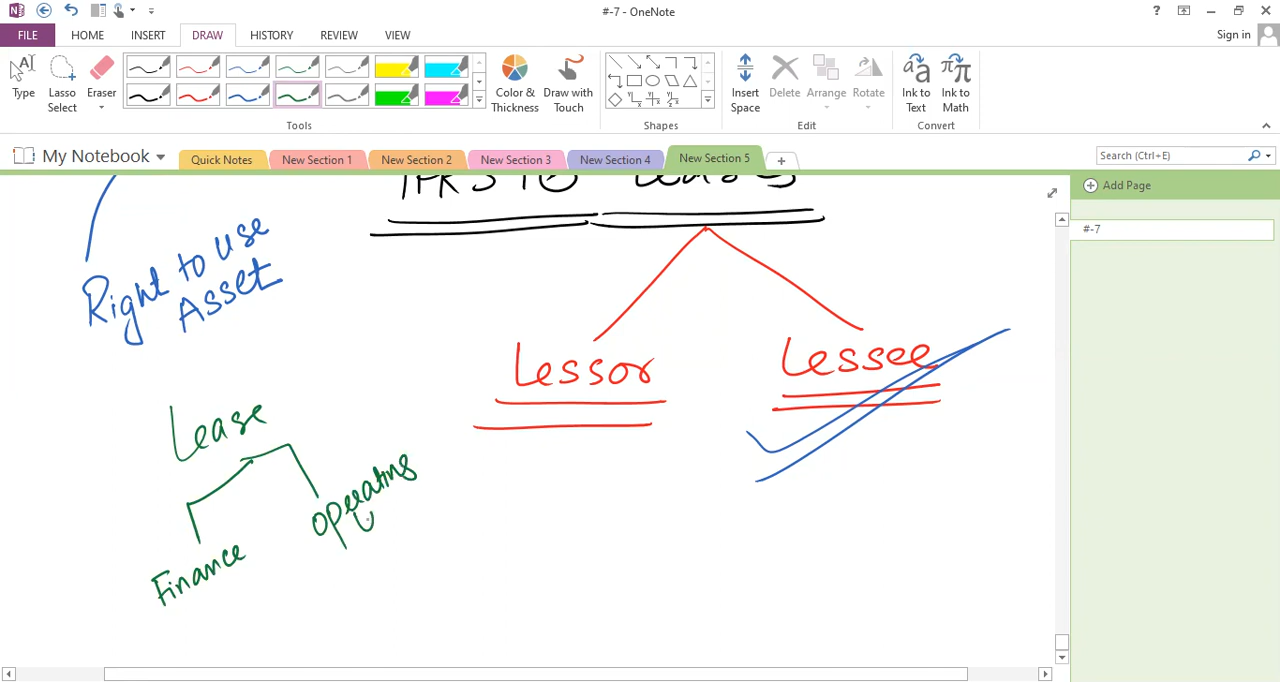 #-7 - OneNote
?
Sign in
FILE HOME INSERT DRAW HISTORY REVIEW VIEW
Type
Lasso Select
Eraser
Color & Thickness
Draw with Touch
Insert Space
Delete
Arrange
Rotate
Ink to Text
Ink to Math
Tools
Shapes
Edit
Convert
My Notebook
Quick Notes
New Section 1
New Section 2
New Section 3
New Section 4
New Section 5
Search (Ctrl+E)
Add Page
#-7
Right to use
Asset
Lessor
Lessee
Lease
Finance
operating